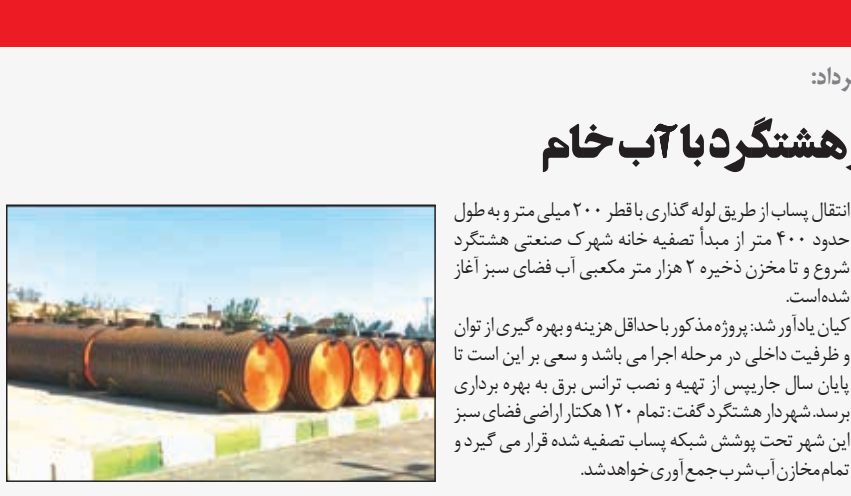 رداد:
هشتگرد با آب خام
انتقال پساب از طریق لوله گذاری با قطر ۲۰۰ میلی متر و به طول
حدود ۴۰۰ متر از مبدأ تصفیه خانه شهرک صنعتی هشتگرد
شروع و تا مخزن ذخیره ۲ هزار متر مکعبی آب فضای سبز آغاز
شده است.
کیان یادآور شد: پروژه مذکور با حداقل هزینه و بهره گیری از توان
و ظرفیت داخلی در مرحله اجرا می باشد و سعی بر این است تا
پایان سال جاریپس از تهیه و نصب ترانس برق به بهره برداری
برسد. شهردار هشتگرد گفت: تمام ۱۲۰ هکتار اراضی فضای سبز
این شهر تحت پوشش شبکه پساب تصفیه شده قرار می گیرد و
تمام مخازن آب شرب جمع آوری خواهد شد.